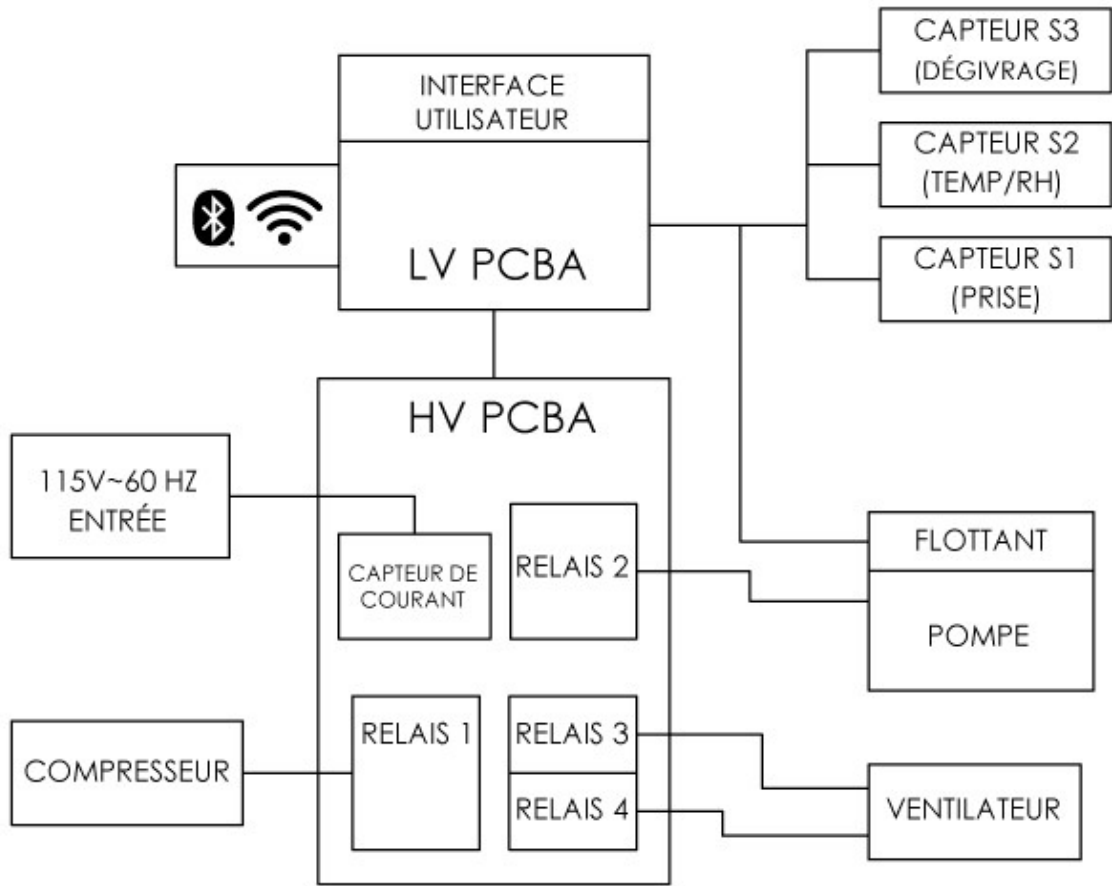 CAPTEUR S3
(DÉGIVRAGE)
INTERFACE
UTILISATEUR
CAPTEUR S2
(TEMP/RH)
LV PCBA
CAPTEUR S1
(PRISE)
HV PCBA
115V~60 HZ
ENTRÉE
CAPTEUR DE
COURANT
RELAIS 2
FLOTTANT
POMPE
COMPRESSEUR
RELAIS 1
RELAIS 3
RELAIS 4
VENTILATEUR